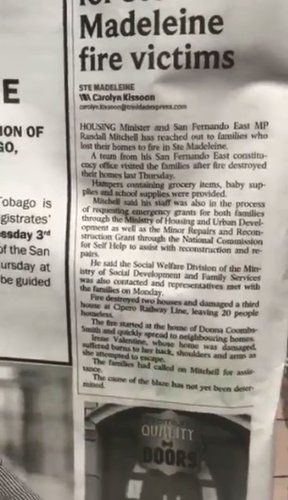 Madeleine
fire victims
STE MADELEINE
Carolyn Kissoon
carolyn.kissoon@trinidadexpress.com
HOUSING Minister and San Fernando East MP
Randall Mitchell has reached out to families who
lost their homes to fire in Ste Madeleine.
A team from his San Fernando East constitu-
ency office visited the families after fire destroyed
their homes last Thursday.
Hampers containing grocery items, baby sup-
plies and school supplies were provided.
Mitchell said his staff was also in the process
of requesting emergency grants for both families
through the Ministry of Housing and Urban Devel-
opment as well as the Minor Repairs and Recon-
struction Grant through the National Commission
for Self Help to assist with reconstruction and re-
pairs.
He said the Social Welfare Division of the Min-
istry of Social Development and Family Services
was also contacted and representatives met with
the families on Monday.
Fire destroyed two houses and damaged a third
house at Cipero Railway Line, leaving 20 people
homeless.
The fire started at the home of Donna Coombs-
Smith and quickly spread to neighbouring homes.
Irene Valentine, whose home was damaged,
suffered burns to her back, shoulders and arms as
she attempted to escape.
The families had called on Mitchell for assis-
tance.
The cause of the blaze has not yet been deter-
mined.
E
ION OF
GO,
Tobago is
gistrates'
esday 3rd
of the San
ursday at
be guided
QUALITY
DOORS